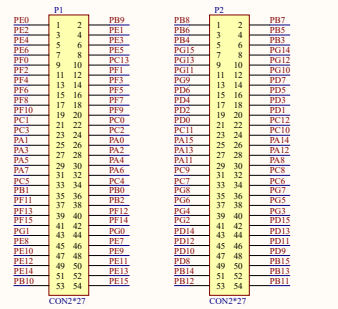 P1 P2
PE0 1 2 PB9 PB8 1 2 PB7
PE2 3 4 PE1 PB6 3 4 PB5
PE4 5 6 PE3 PB4 5 6 PB3
PE6 7 8 PE5 PG15 7 8 PG14
PF0 9 10 PC13 PG13 9 10 PG12
PF2 11 12 PF1 PG11 11 12 PG10
PF4 13 14 PF3 PG9 13 14 PD7
PF6 15 16 PF5 PD6 15 16 PD5
PF8 17 18 PF7 PD4 17 18 PD3
PF10 19 20 PF9 PD2 19 20 PD1
PC1 21 22 PC0 PD0 21 22 PC12
PC3 23 24 PC2 PC11 23 24 PC10
PA1 25 26 PA0 PA15 25 26 PA14
PA3 27 28 PA2 PA13 27 28 PA12
PA5 29 30 PA4 PA11 29 30 PA8
PA7 31 32 PA6 PC9 31 32 PC8
PC5 33 34 PC4 PC7 33 34 PC6
PB1 35 36 PB0 PG8 35 36 PG7
PF11 37 38 PB2 PG6 37 38 PG5
PF13 39 40 PF12 PG4 39 40 PG3
PF15 41 42 PF14 PG2 41 42 PD15
PG1 43 44 PG0 PD14 43 44 PD13
PE8 45 46 PE7 PD12 45 46 PD11
PE10 47 48 PE9 PD10 47 48 PD9
PE12 49 50 PE11 PD8 49 50 PB15
PE14 51 52 PE13 PB14 51 52 PB13
PB10 53 54 PE15 PB12 53 54 PB11
CON2*27 CON2*27